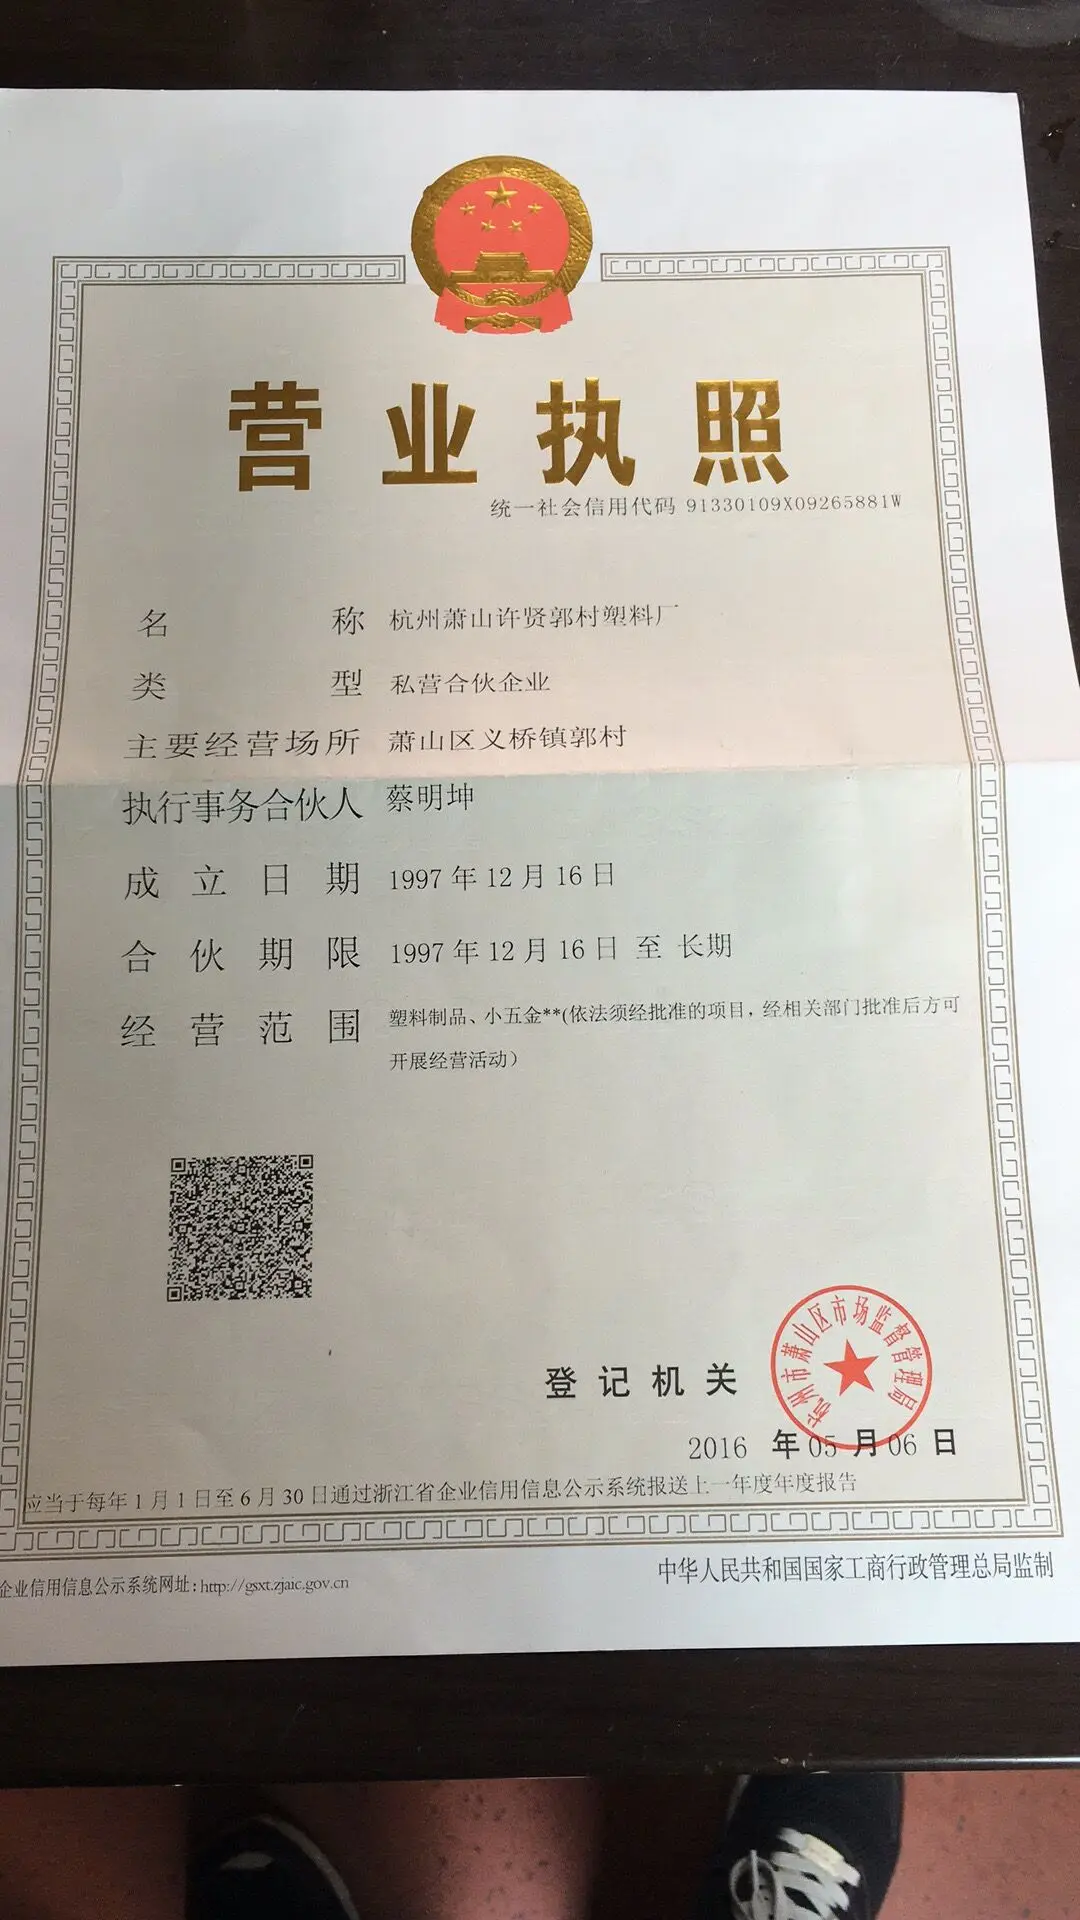 营业执照
统一社会信用代码 91330109X09265881W
名称 杭州萧山许贤郭村塑料厂
类型 私营合伙企业
主要经营场所 萧山区义桥镇郭村
执行事务合伙人 蔡明坤
成立日期 1997年12月16日
合伙期限 1997年12月16日 至 长期
经营范围 塑料制品、小五金**(依法须经批准的项目，经相关部门批准后方可
开展经营活动）
杭州市萧山区市场监督管理局
登记机关
2016 年 05 月 06 日
应当于每年1月1日至6月30日通过浙江省企业信用信息公示系统报送上一年度年度报告
企业信用信息公示系统网址：http://gsxt.zjaic.gov.cn
中华人民共和国国家工商行政管理总局监制